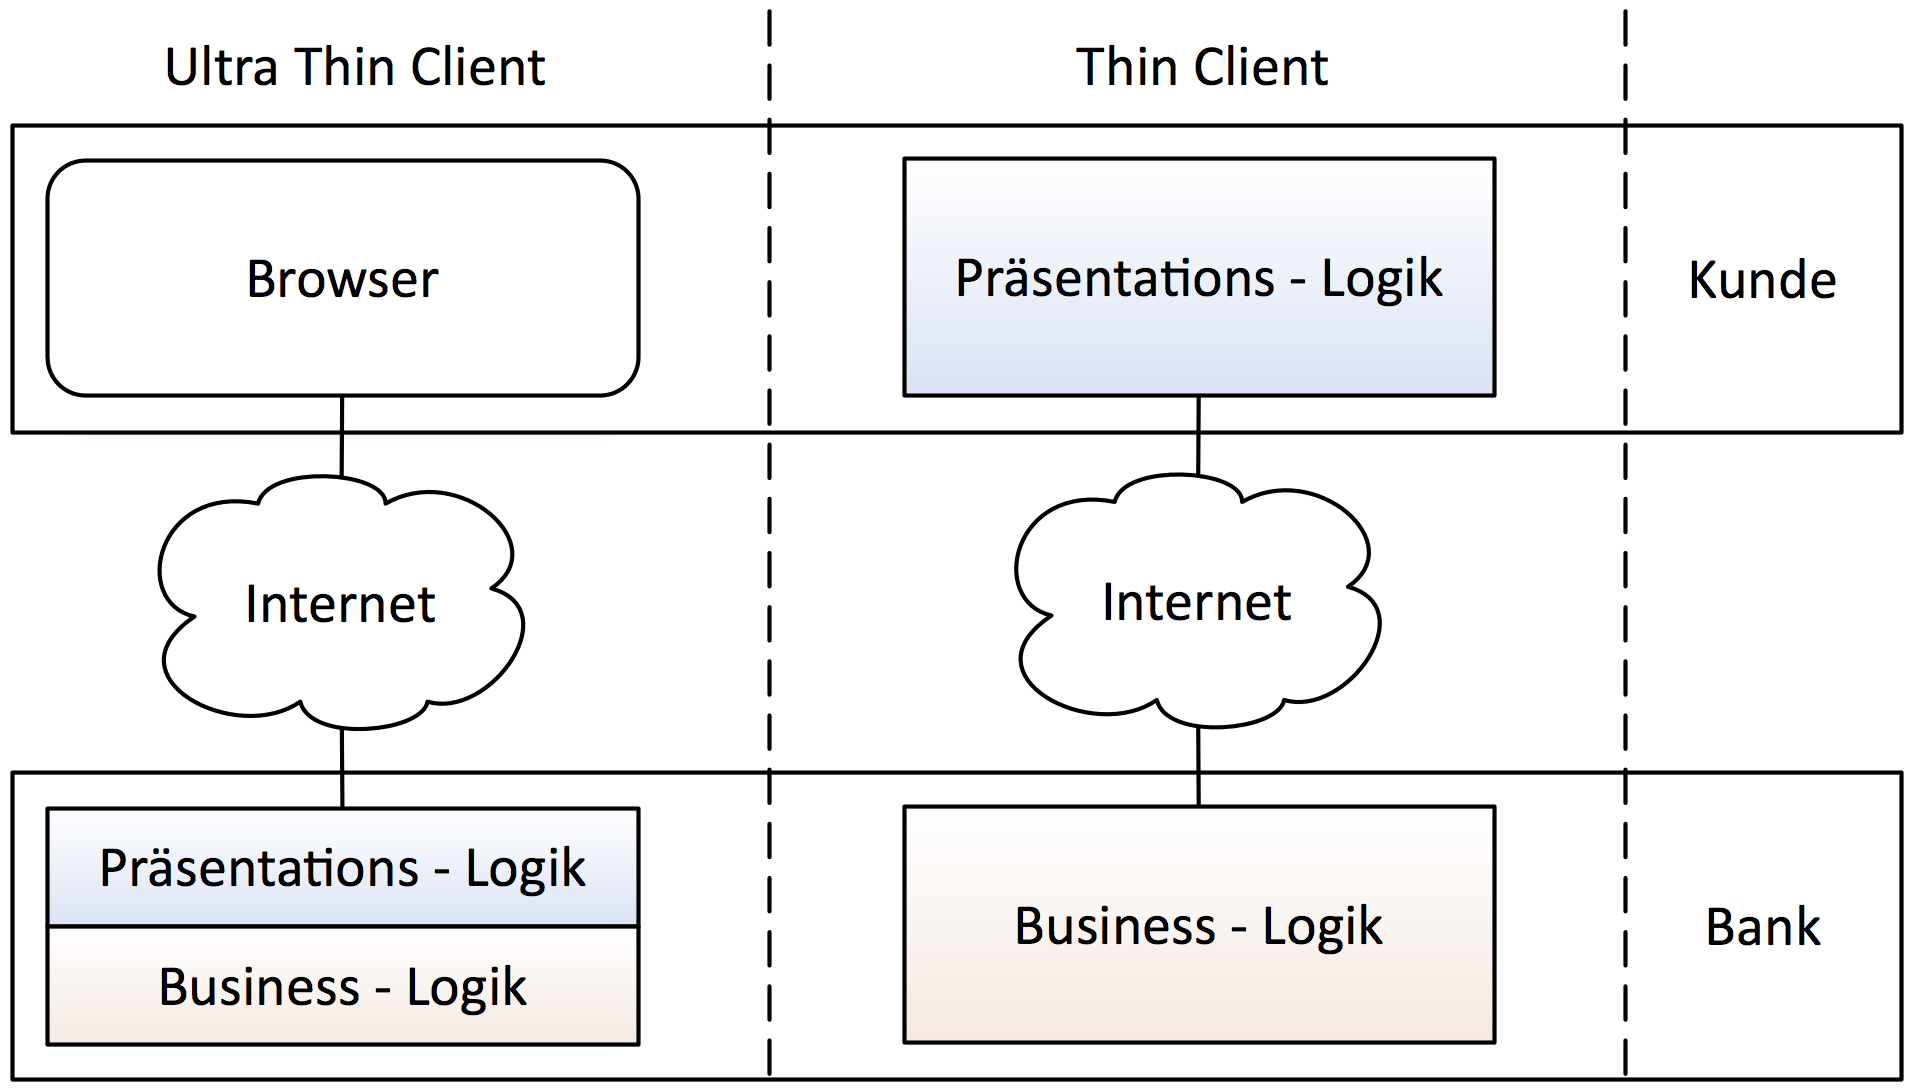 Ultra Thin Client
Thin Client
Browser
Präsentations - Logik
Kunde
Internet
Internet
Präsentations - Logik
Business - Logik
Business - Logik
Bank